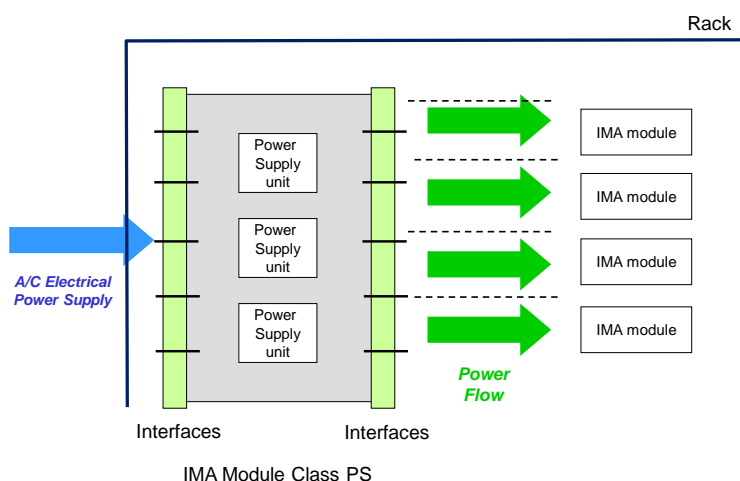 Rack
Power
Supply
unit
Power
Supply
unit
Power
Supply
unit
IMA module
IMA module
IMA module
IMA module
A/C Electrical
Power Supply
Power
Flow
Interfaces
Interfaces
IMA Module Class PS